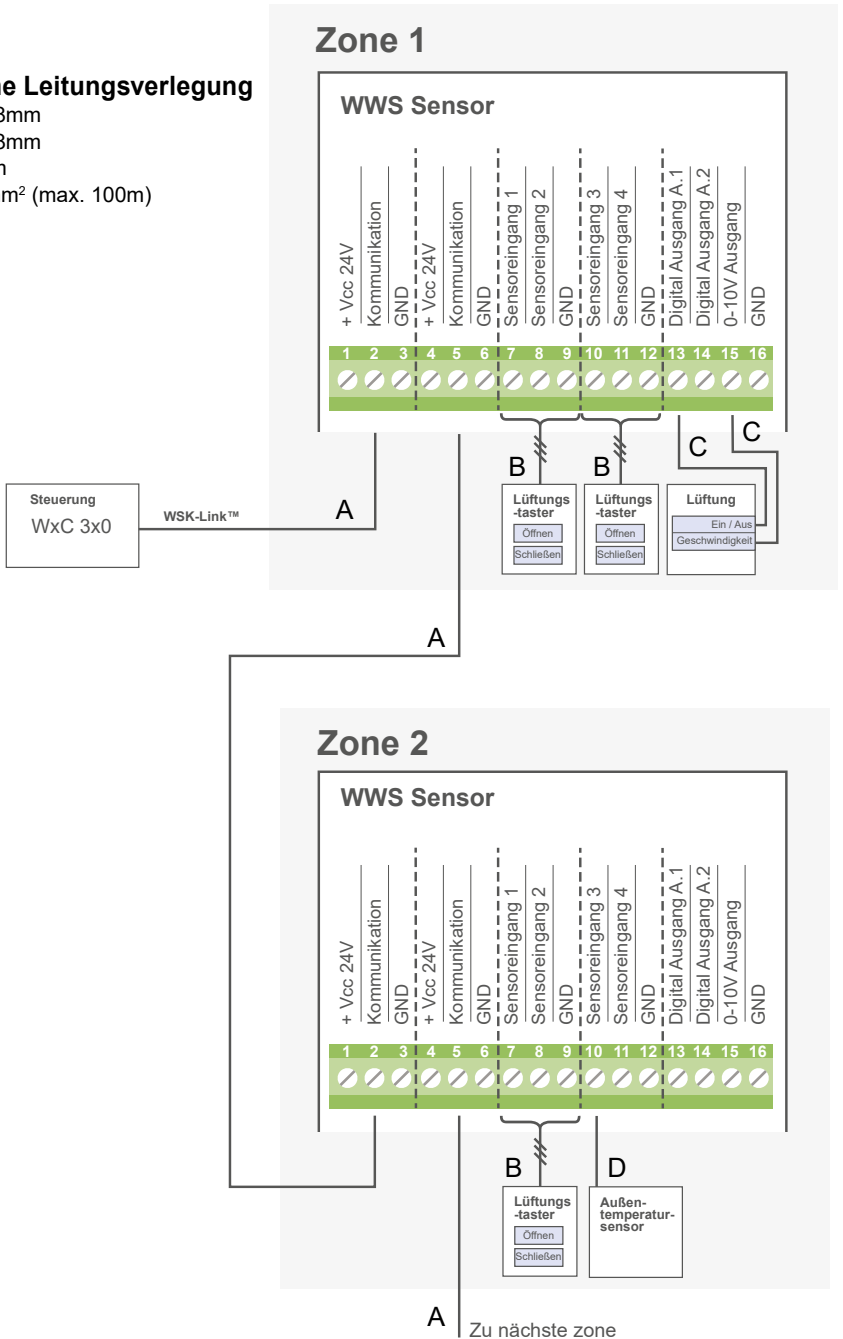 Zone 1
e Leitungsverlegung
3mm
3mm
m² (max. 100m)
WWS Sensor
+ Vcc 24V
Kommunikation
GND
+ Vcc 24V
Kommunikation
GND
Sensoreingang 1
Sensoreingang 2
GND
Sensoreingang 3
Sensoreingang 4
GND
Digital Ausgang A.1
Digital Ausgang A.2
0-10V Ausgang
GND
1 2 3 4 5 6 7 8 9 10 11 12 13 14 15 16
A
B
B
C
C
Steuerung
WxC 3x0
WSK-Link™
Lüftungs
-taster
Öffnen
Schließen
Lüftungs
-taster
Öffnen
Schließen
Lüftung
Ein / Aus
Geschwindigkeit
A
Zone 2
WWS Sensor
+ Vcc 24V
Kommunikation
GND
+ Vcc 24V
Kommunikation
GND
Sensoreingang 1
Sensoreingang 2
GND
Sensoreingang 3
Sensoreingang 4
GND
Digital Ausgang A.1
Digital Ausgang A.2
0-10V Ausgang
GND
1 2 3 4 5 6 7 8 9 10 11 12 13 14 15 16
B
D
Lüftungs
-taster
Öffnen
Schließen
Außen-
temperatur-
sensor
A
Zu nächste zone